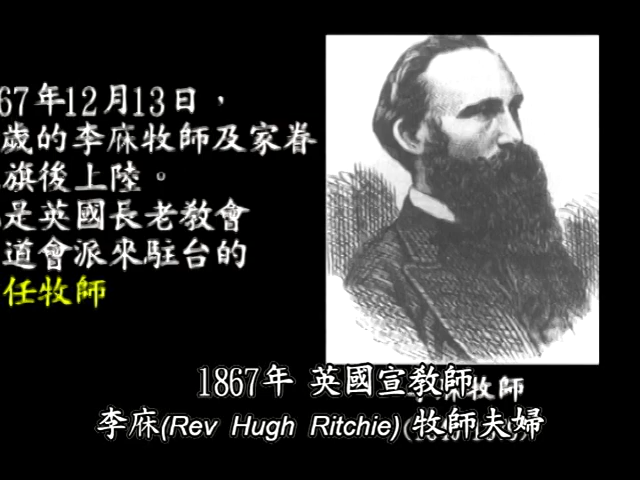 67年12月13日，
歲的李庥牧師及家眷
旗後上陸。
是英國長老教會
道會派來駐台的
任牧師
牧師
1867年 英國宣教師
李庥(Rev Hugh Ritchie) 牧師夫婦